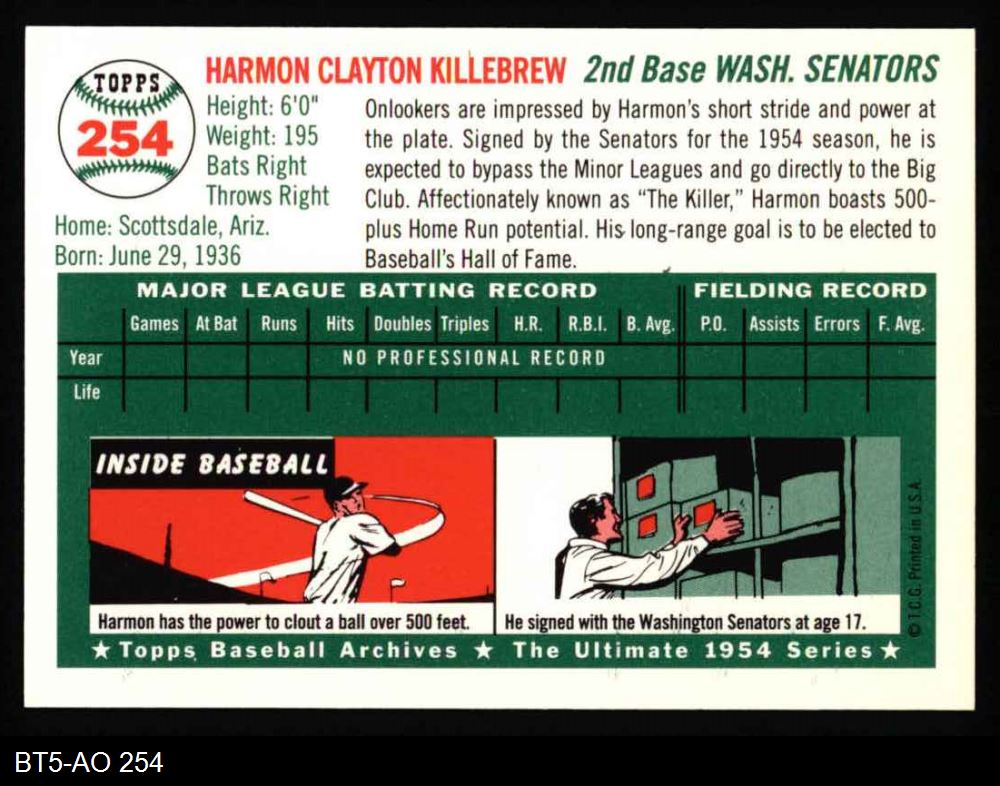 TOPPS
254
HARMON CLAYTON KILLEBREW 2nd Base WASH. SENATORS
Height: 6'0"
Weight: 195
Bats Right
Throws Right
Home: Scottsdale, Ariz.
Born: June 29, 1936
Onlookers are impressed by Harmon's short stride and power at
the plate. Signed by the Senators for the 1954 season, he is
expected to bypass the Minor Leagues and go directly to the Big
Club. Affectionately known as "The Killer," Harmon boasts 500-
plus Home Run potential. His long-range goal is to be elected to
Baseball's Hall of Fame.
MAJOR LEAGUE BATTING RECORD FIELDING RECORD
Games At Bat Runs Hits Doubles Triples H.R. R.B.I. B. Avg. P.O. Assists Errors F. Avg.
Year NO PROFESSIONAL RECORD
Life
INSIDE BASEBALL
Harmon has the power to clout a ball over 500 feet.
He signed with the Washington Senators at age 17.
© T.C.G. Printed in U.S.A.
★ Topps Baseball Archives ★ The Ultimate 1954 Series ★
BT5-AO 254